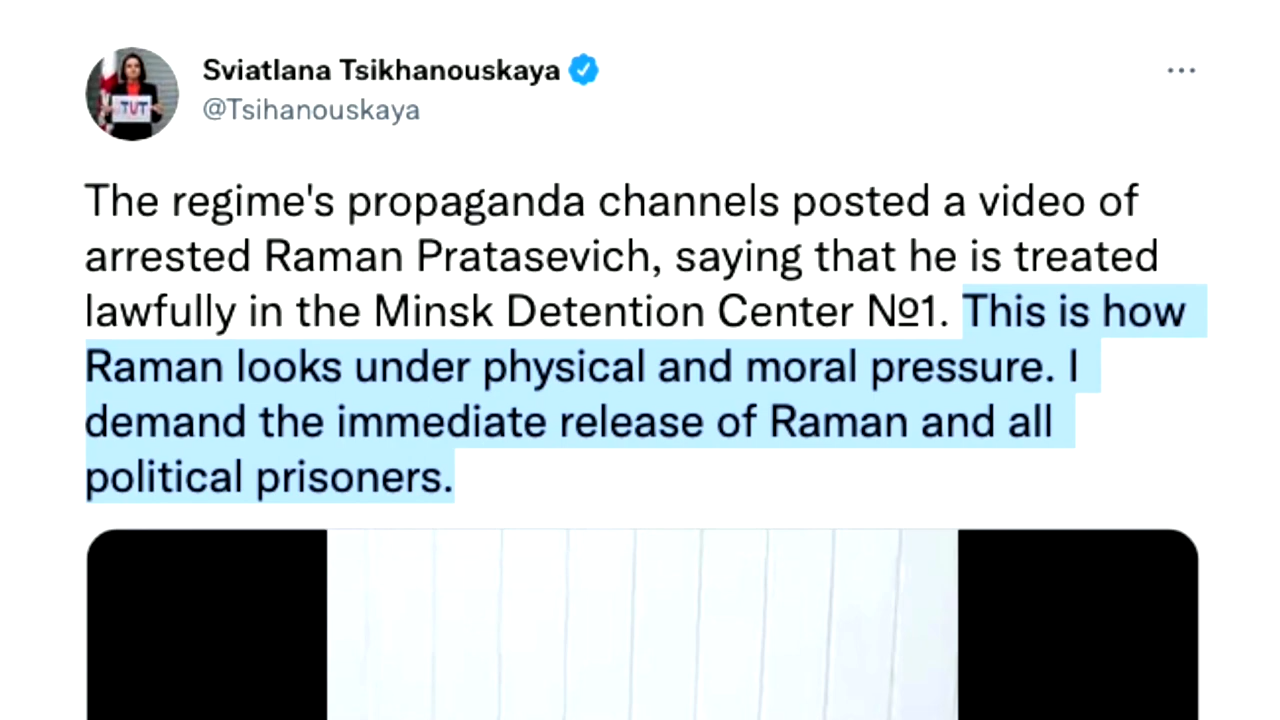 Sviatlana Tsikhanouskaya
@Tsihanouskaya
The regime's propaganda channels posted a video of
arrested Raman Pratasevich, saying that he is treated
lawfully in the Minsk Detention Center №1. This is how
Raman looks under physical and moral pressure. I
demand the immediate release of Raman and all
political prisoners.
TUT